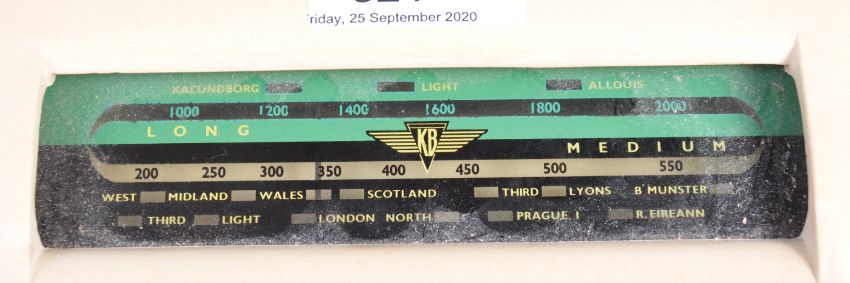 Friday, 25 September 2020
KALUNDBORG LIGHT ALLOUIS
1000 1200 1400 1600 1800 2000
LONG
KB
MEDIUM
200 250 300 350 400 450 500 550
WEST MIDLAND WALES SCOTLAND THIRD LYONS B'MUNSTER
THIRD LIGHT LONDON NORTH PRAGUE I R. EIREANN